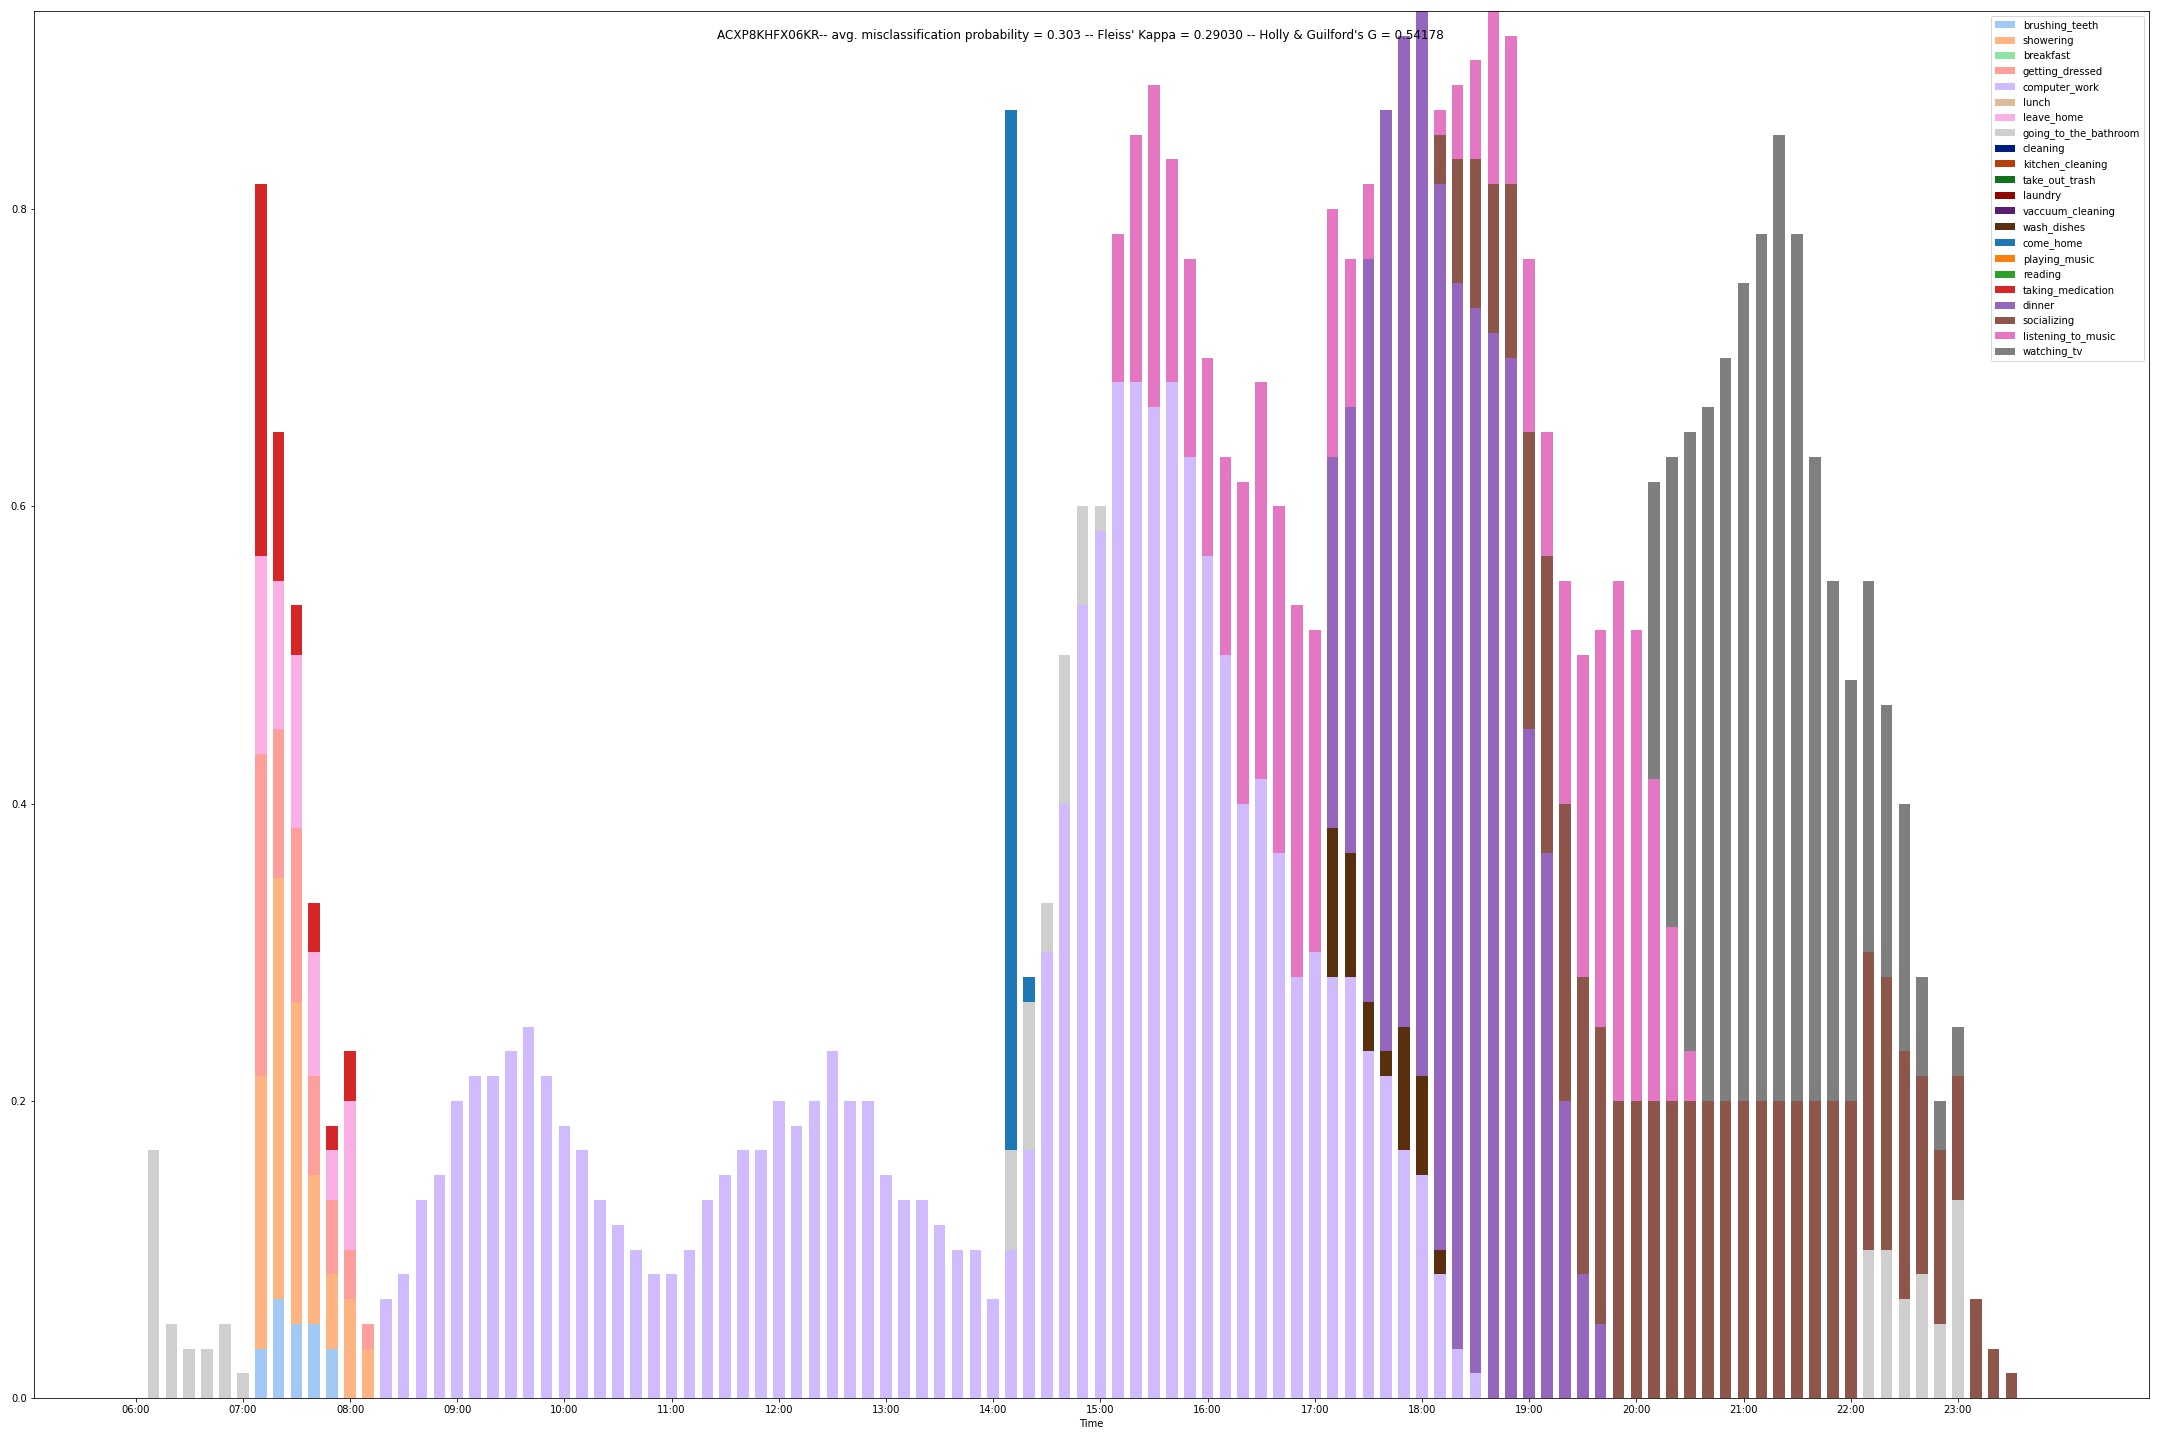 ACXP8KHFX06KR-- avg. misclassification probability = 0.303 -- Fleiss' Kappa = 0.29030 -- Holly & Guilford's G = 0.54178
brushing_teeth
showering
breakfast
getting_dressed
computer_work
lunch
leave_home
going_to_the_bathroom
cleaning
kitchen_cleaning
take_out_trash
laundry
vaccuum_cleaning
wash_dishes
come_home
playing_music
reading
taking_medication
dinner
socializing
listening_to_music
watching_tv
0.8
0.6
0.4
0.2
0.0
06:00 07:00 08:00 09:00 10:00 11:00 12:00 13:00 14:00 15:00 16:00 17:00 18:00 19:00 20:00 21:00 22:00 23:00
Time